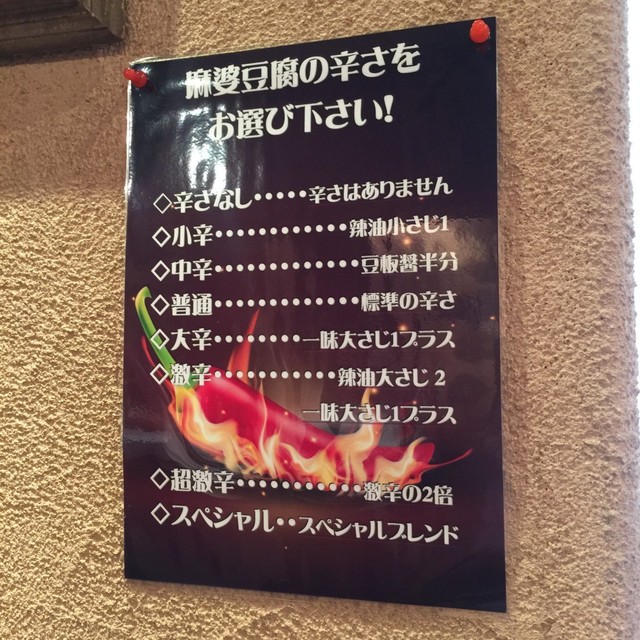 麻婆豆腐の辛さを
お選び下さい!
◇辛さなし・・・・・辛さはありません
◇小辛・・・・・・・・・・・・辣油小さじ1
◇中辛・・・・・・・・・・・・・豆板醤半分
◇普通・・・・・・・・・・・・・標準の辛さ
◇大辛・・・・・・・・一味大さじ1プラス
◇激辛・・・・・・・・・・・辣油大さじ2
一味大さじ1プラス
◇超激辛・・・・・・・・・・・激辛の2倍
◇スペシャル・・スペシャルブレンド